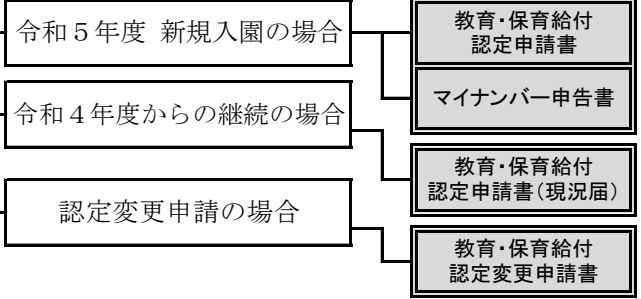 令和５年度 新規入園の場合
教育・保育給付
認定申請書
マイナンバー申告書
令和４年度からの継続の場合
教育・保育給付
認定申請書（現況届）
認定変更申請の場合
教育・保育給付
認定変更申請書